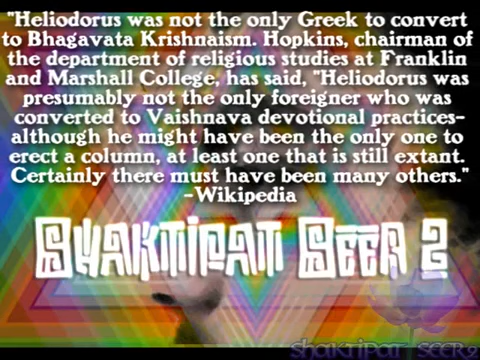 "Heliodorus was not the only Greek to convert
to Bhagavata Krishnaism. Hopkins, chairman of
the department of religious studies at Franklin
and Marshall College, has said, "Heliodorus was
presumably not the only foreigner who was
converted to Vaishnava devotional practices-
although he might have been the only one to
erect a column, at least one that is still extant.
Certainly there must have been many others."
-Wikipedia
SHAKTIPAT SEER 2
SHAKTIPAT SEER2